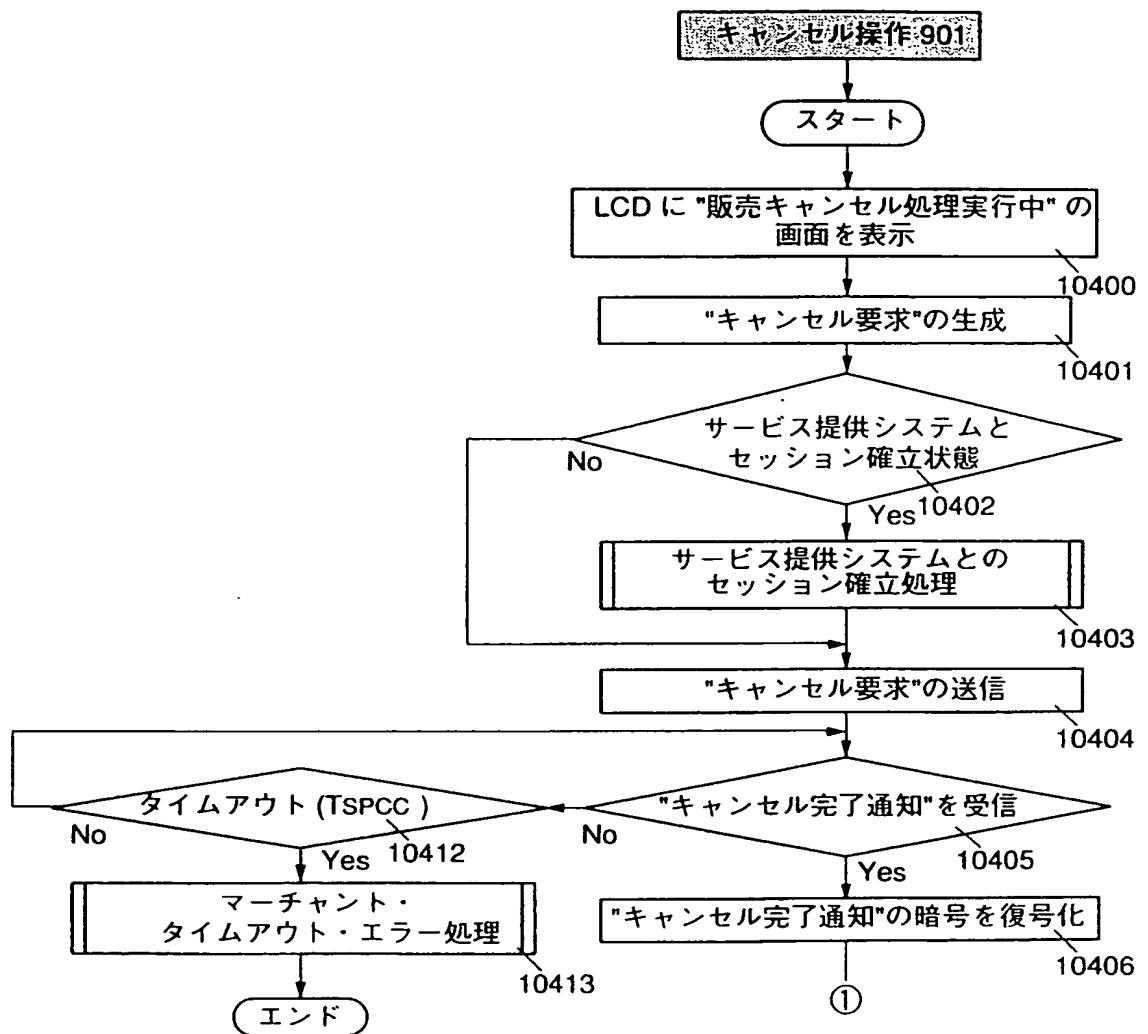 キャンセル操作 901
スタート
LCD に "販売キャンセル処理実行中" の
画面を表示
10400
"キャンセル要求"の生成
10401
サービス提供システムと
セッション確立状態
No
10402
Yes
サービス提供システムとの
セッション確立処理
10403
"キャンセル要求"の送信
10404
タイムアウト (TSPCC)
No
10412
Yes
"キャンセル完了通知"を受信
No
10405
Yes
マーチャント・
タイムアウト・エラー処理
10413
"キャンセル完了通知"の暗号を復号化
10406
エンド
①